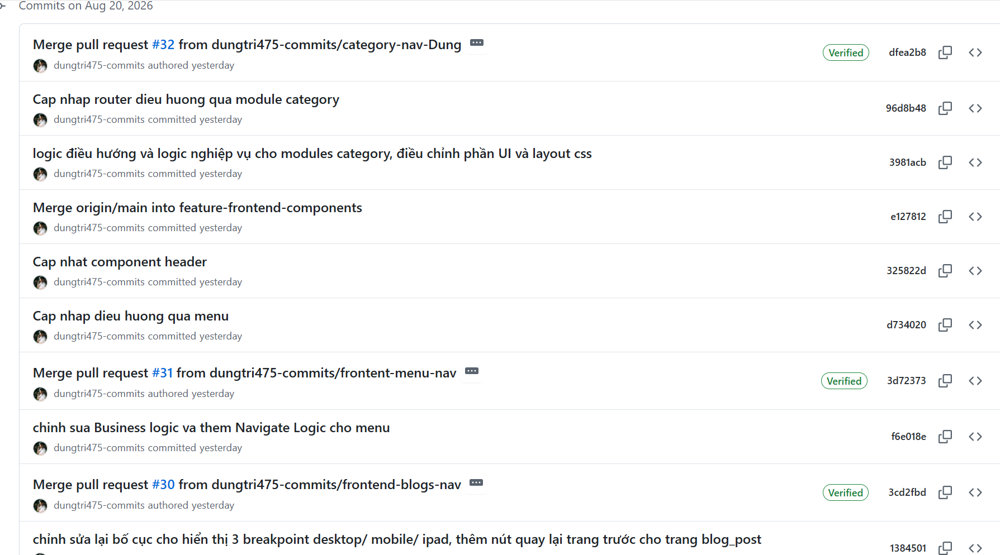 Commits on Aug 20, 2026
Merge pull request #32 from dungtri475-commits/category-nav-Dung
dungtri475-commits authored yesterday
Verified
dfea2b8
Cap nhap router dieu huong qua module category
dungtri475-commits committed yesterday
96d8b48
logic điều hướng và logic nghiệp vụ cho modules category, điều chỉnh phần UI và layout css
dungtri475-commits committed yesterday
3981acb
Merge origin/main into feature-frontend-components
dungtri475-commits committed yesterday
e127812
Cap nhat component header
dungtri475-commits committed yesterday
325822d
Cap nhap dieu huong qua menu
dungtri475-commits committed yesterday
d734020
Merge pull request #31 from dungtri475-commits/frontent-menu-nav
dungtri475-commits authored yesterday
Verified
3d72373
chinh sua Business logic va them Navigate Logic cho menu
dungtri475-commits committed yesterday
f6e018e
Merge pull request #30 from dungtri475-commits/frontend-blogs-nav
dungtri475-commits authored yesterday
Verified
3cd2fbd
chỉnh sửa lại bố cục cho hiển thị 3 breakpoint desktop/ mobile/ ipad, thêm nút quay lại trang trước cho trang blog_post
1384501